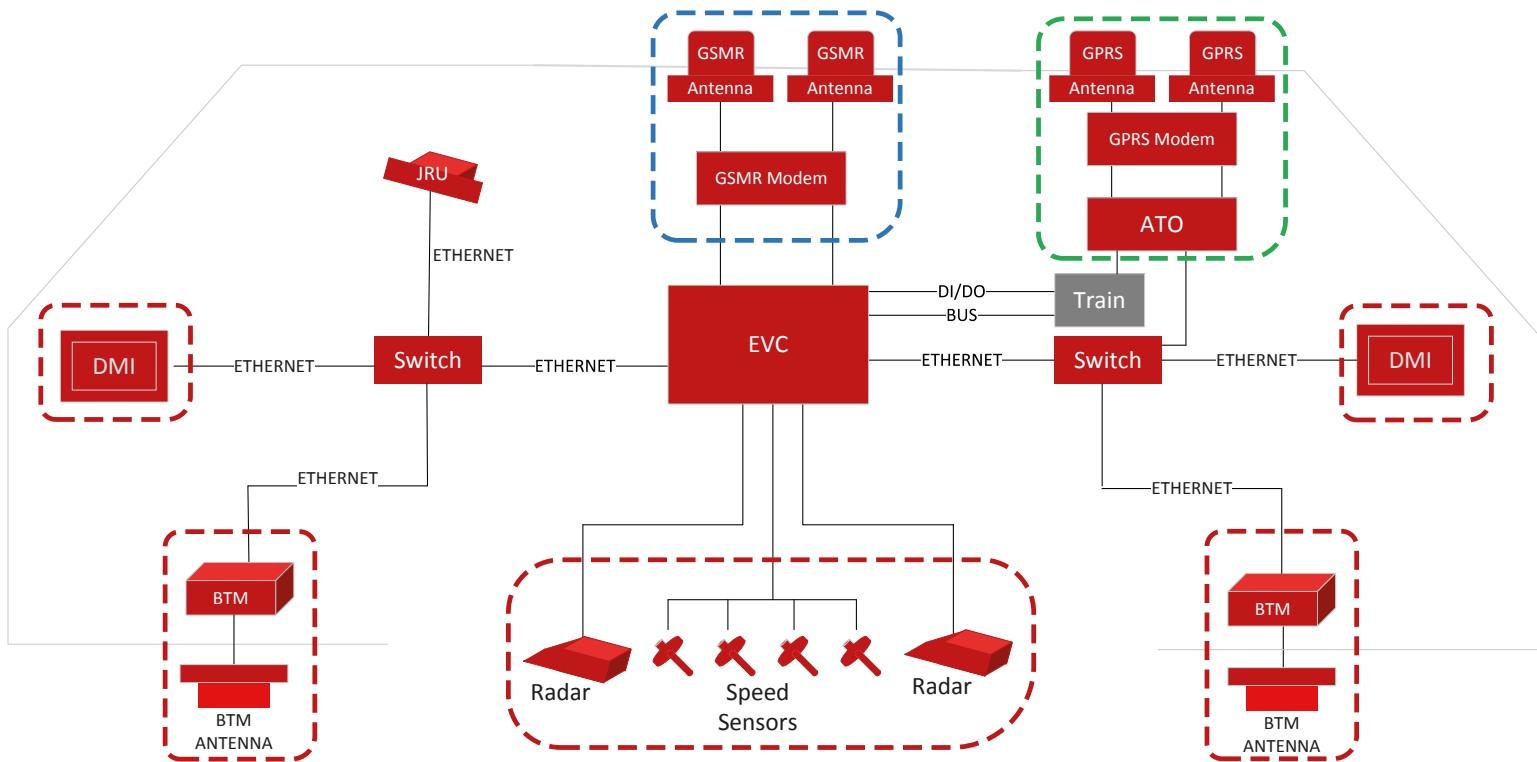 GSMR
GSMR
GPRS
GPRS
Antenna
Antenna
Antenna
Antenna
GPRS Modem
JRU
GSMR Modem
ATO
ETHERNET
DI/DO
Train
BUS
EVC
DMI
ETHERNET
Switch
ETHERNET
ETHERNET
Switch
ETHERNET
DMI
ETHERNET
ETHERNET
BTM
BTM
Radar
Speed
Sensors
Radar
BTM
ANTENNA
BTM
ANTENNA